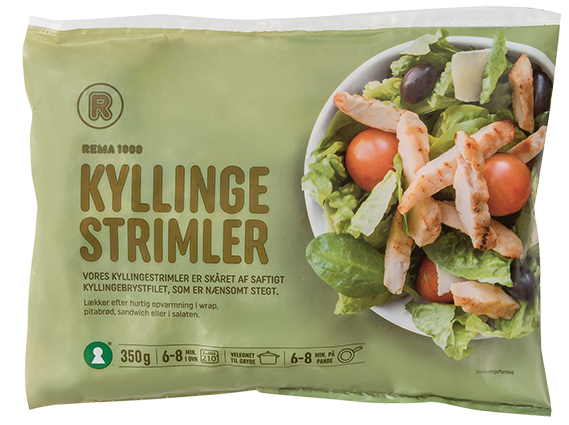 R
REMA 1000
KYLLINGE
STRIMLER
VORES KYLLINGESTRIMLER ER SKÅRET AF SAFTIGT
KYLLINGEBRYSTFILET, SOM ER NÆNSOMT STEGT.
Lækker efter hurtig opvarmning i wrap,
pitabrød, sandwich eller i salaten.
350g 6-8 MIN. I OVN 210° VELEGNET TIL GRYDE 6-8 MIN. PÅ PANDE
Serveringsforslag